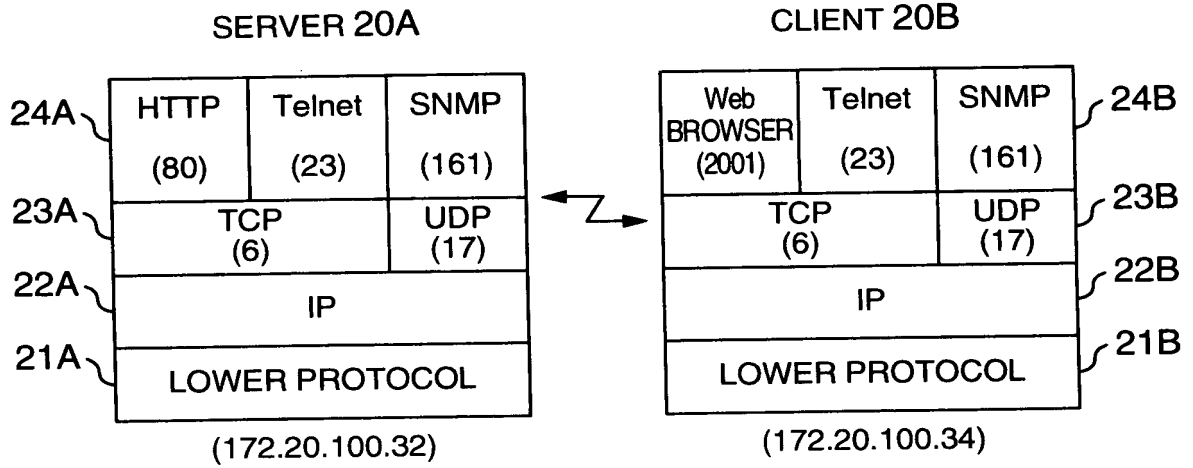 SERVER 20A
CLIENT 20B
24A
HTTP
(80)
Telnet
(23)
SNMP
(161)
23A
TCP
(6)
UDP
(17)
22A
IP
21A
LOWER PROTOCOL
(172.20.100.32)
Web
BROWSER
(2001)
Telnet
(23)
SNMP
(161)
24B
TCP
(6)
UDP
(17)
23B
IP
22B
LOWER PROTOCOL
21B
(172.20.100.34)